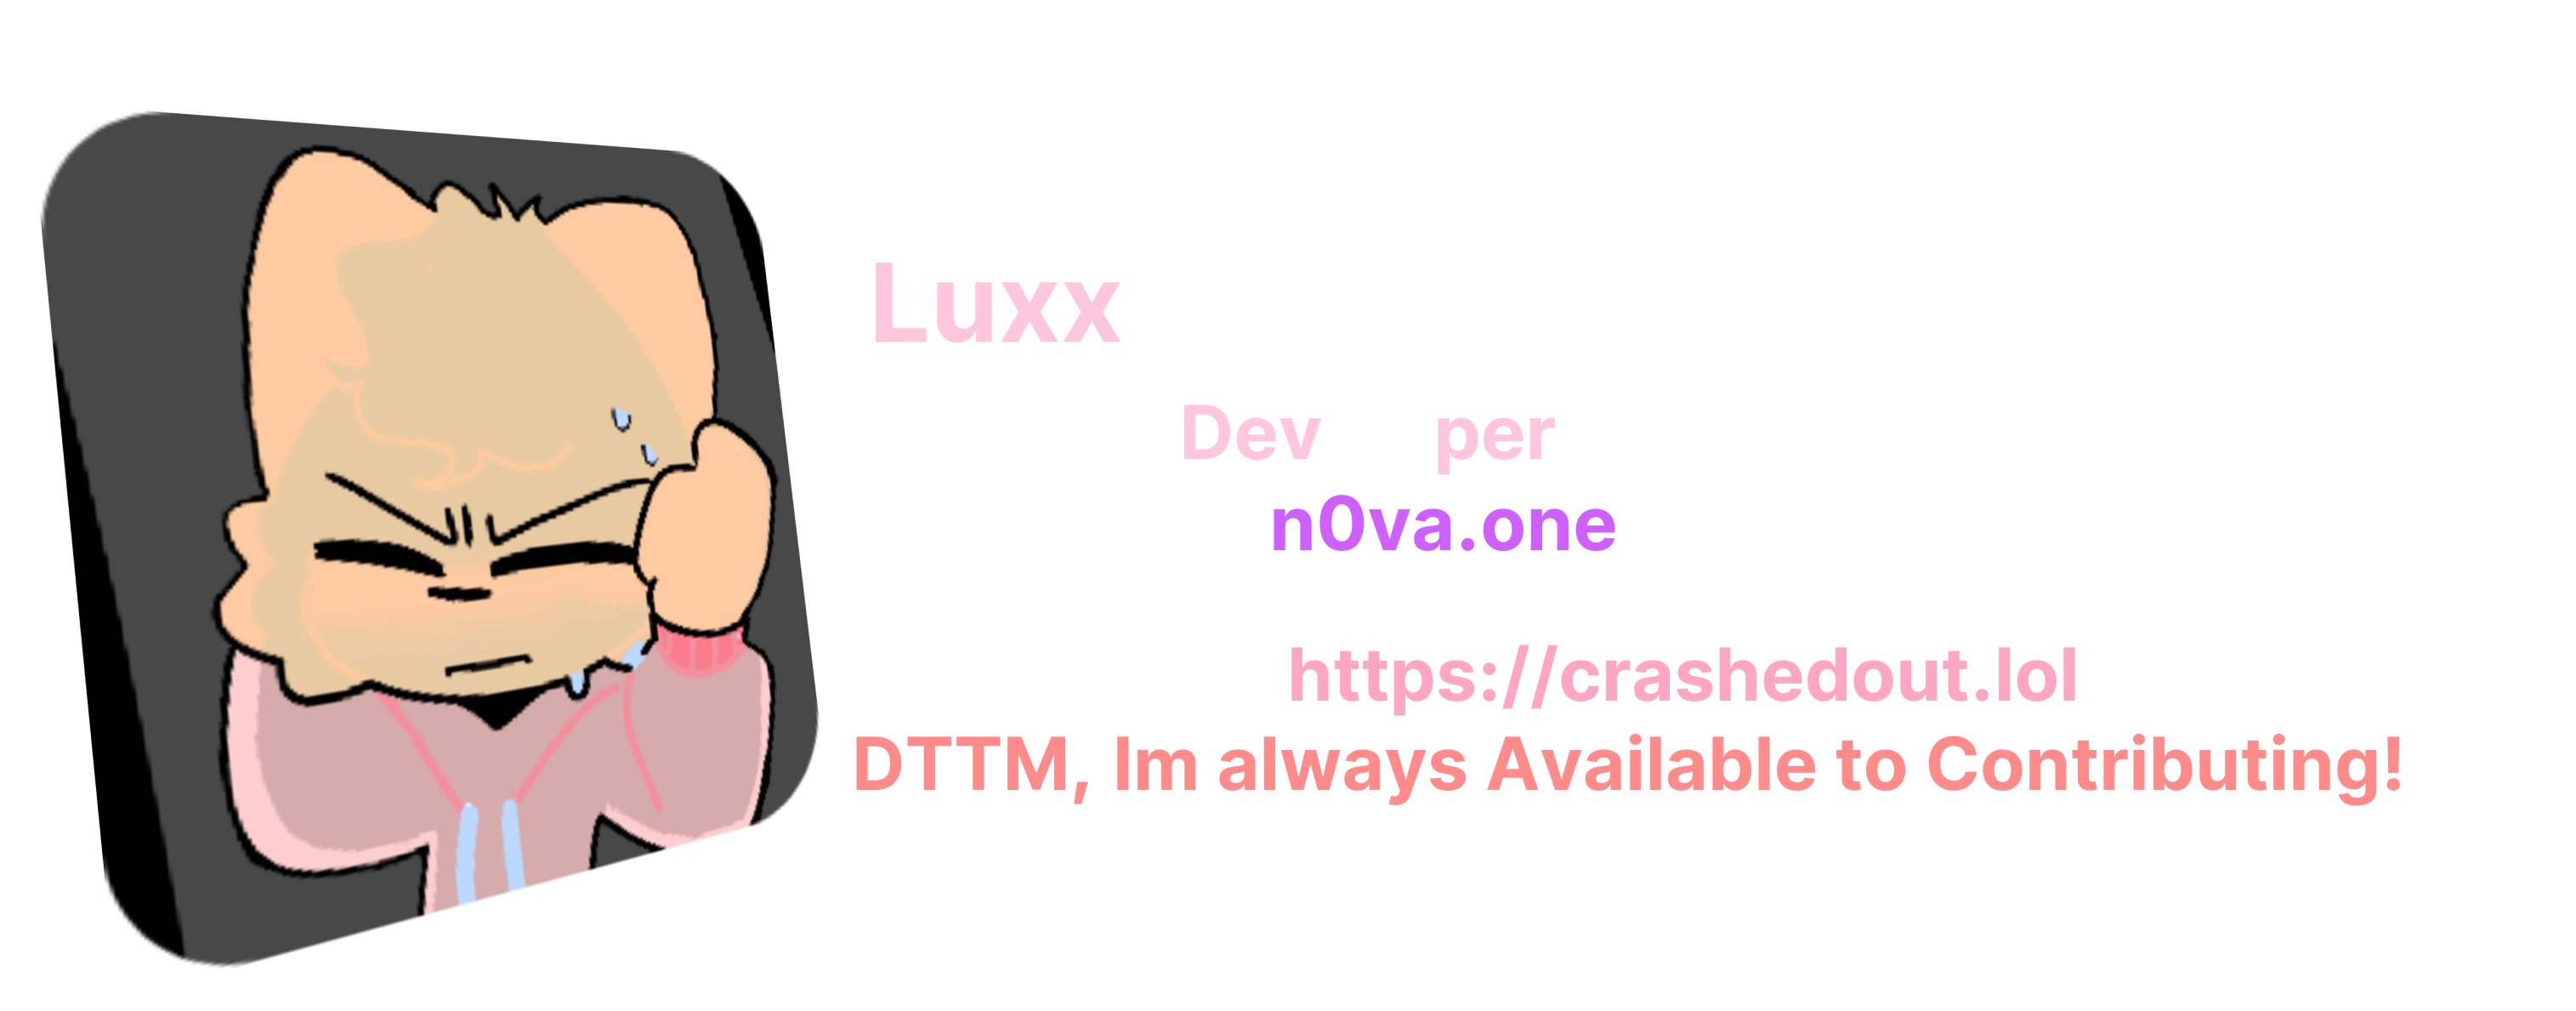 Luxx
Dev per
n0va.one
https://crashedout.lol
DTTM, Im always Available to Contributing!